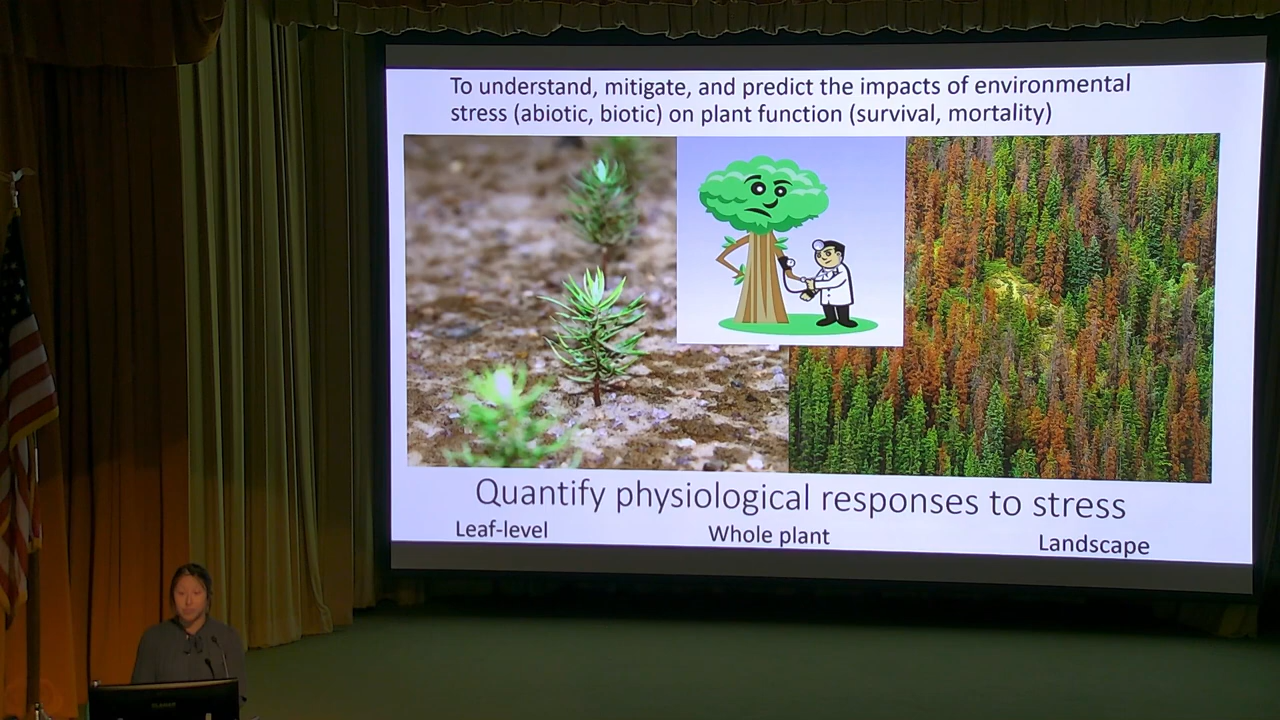 To understand, mitigate, and predict the impacts of environmental
stress (abiotic, biotic) on plant function (survival, mortality)
Quantify physiological responses to stress
Leaf-level
Whole plant
Landscape